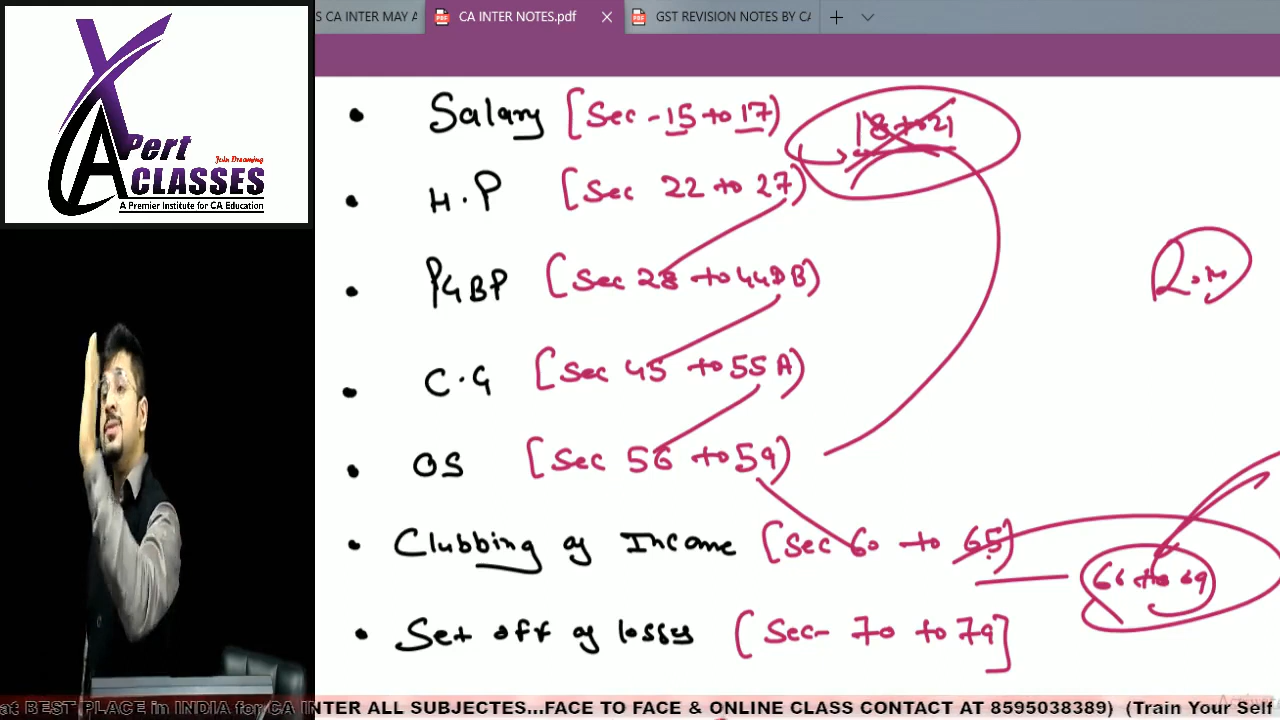 S CA INTER MAY A
CA INTER NOTES.pdf
GST REVISION NOTES BY CA
XPert
Join Dreaming
CLASSES
A Premier Institute for CA Education
• Salary [Sec - 15 to 17) 18 to 21
• H.P [Sec 22 to 27)
• PGBP [Sec 28 to 44DB)
• C.G [Sec 45 to 55A)
• OS [Sec 56 to 59)
• Clubbing of Income [Sec 60 to 65)
66 to 69
• Set off of losses [Sec- 70 to 79]
at BEST PLACE in INDIA for CA INTER ALL SUBJECTES...FACE TO FACE & ONLINE CLASS CONTACT AT 8595038389) (Train Your Self